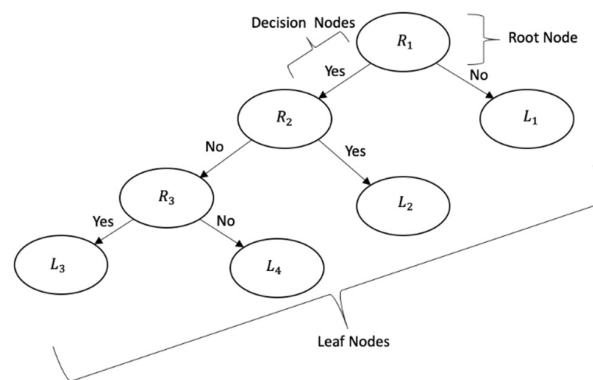 Decision Nodes
R₁
Root Node
Yes
No
R₂
L₁
No
Yes
R₃
L₂
Yes
No
L₃
L₄
Leaf Nodes